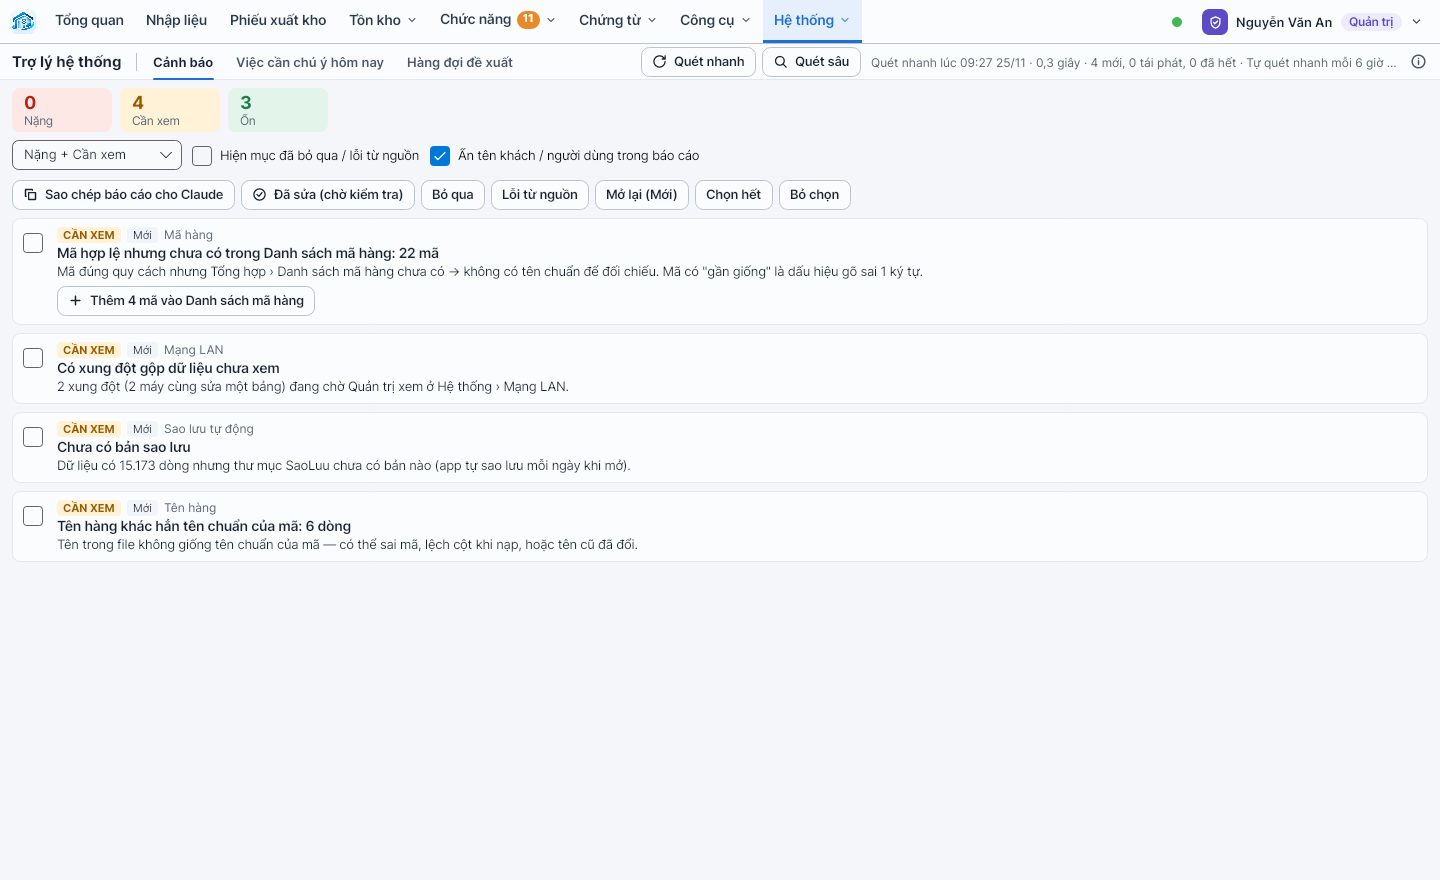 Tổng quan Nhập liệu Phiếu xuất kho Tồn kho Chức năng 11 Chứng từ Công cụ Hệ thống Nguyễn Văn An Quản trị
Trợ lý hệ thống Cảnh báo Việc cần chú ý hôm nay Hàng đợi đề xuất Quét nhanh Quét sâu Quét nhanh lúc 09:27 25/11 · 0,3 giây · 4 mới, 0 tái phát, 0 đã hết · Tự quét nhanh mỗi 6 giờ ...
0
Nặng
4
Cần xem
3
Ổn
Nặng + Cần xem Hiện mục đã bỏ qua / lỗi từ nguồn Ẩn tên khách / người dùng trong báo cáo
Sao chép báo cáo cho Claude Đã sửa (chờ kiểm tra) Bỏ qua Lỗi từ nguồn Mở lại (Mới) Chọn hết Bỏ chọn
CẦN XEM Mới Mã hàng
Mã hợp lệ nhưng chưa có trong Danh sách mã hàng: 22 mã
Mã đúng quy cách nhưng Tổng hợp › Danh sách mã hàng chưa có → không có tên chuẩn để đối chiếu. Mã có "gần giống" là dấu hiệu gõ sai 1 ký tự.
Thêm 4 mã vào Danh sách mã hàng
CẦN XEM Mới Mạng LAN
Có xung đột gộp dữ liệu chưa xem
2 xung đột (2 máy cùng sửa một bảng) đang chờ Quản trị xem ở Hệ thống › Mạng LAN.
CẦN XEM Mới Sao lưu tự động
Chưa có bản sao lưu
Dữ liệu có 15.173 dòng nhưng thư mục SaoLuu chưa có bản nào (app tự sao lưu mỗi ngày khi mở).
CẦN XEM Mới Tên hàng
Tên hàng khác hẳn tên chuẩn của mã: 6 dòng
Tên trong file không giống tên chuẩn của mã — có thể sai mã, lệch cột khi nạp, hoặc tên cũ đã đổi.